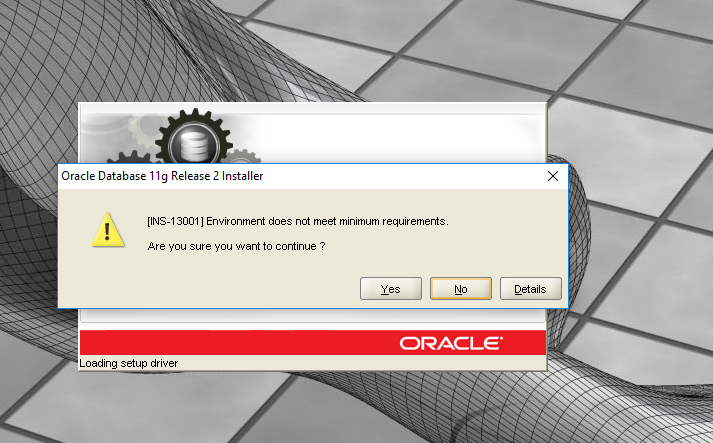 Oracle Database 11g Release 2 Installer
[INS-13001] Environment does not meet minimum requirements.
Are you sure you want to continue ?
Yes
No
Details
ORACLE
Loading setup driver